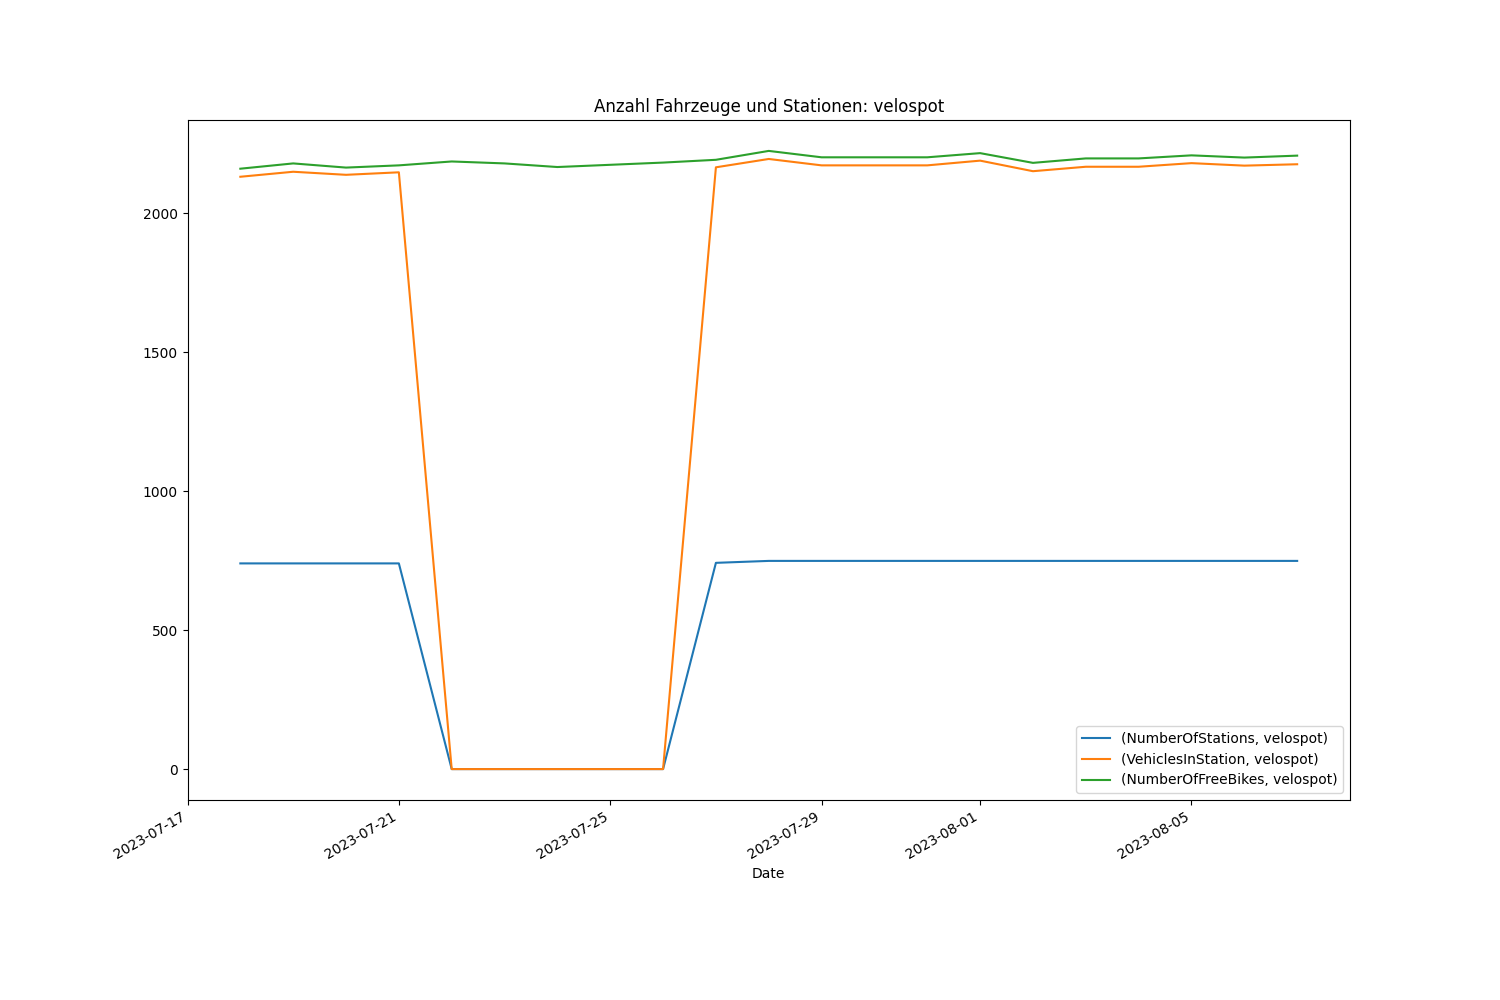 Anzahl Fahrzeuge und Stationen: velospot
2000
1500
1000
500
0
(NumberOfStations, velospot)
(VehiclesInStation, velospot)
(NumberOfFreeBikes, velospot)
2023-07-17
2023-07-21
2023-07-25
2023-07-29
2023-08-01
2023-08-05
Date